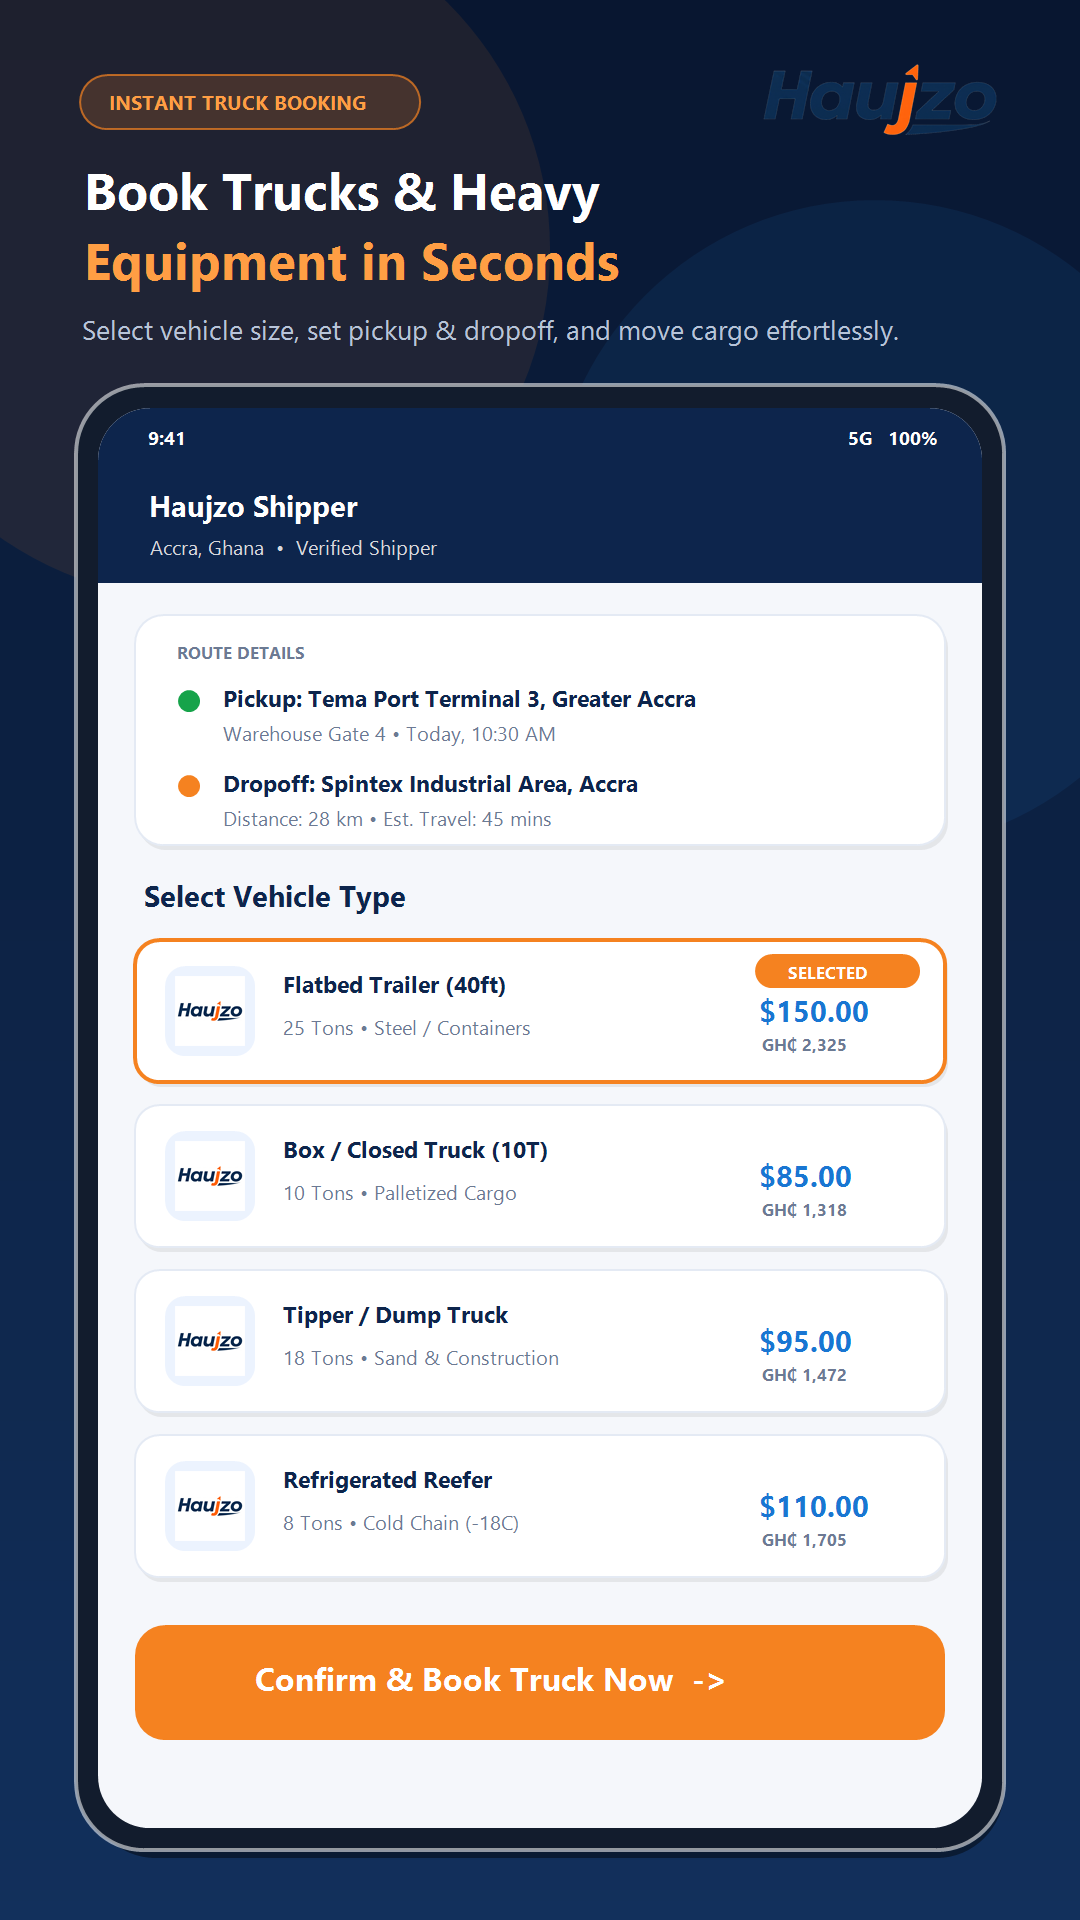 INSTANT TRUCK BOOKING
Haujzo
Book Trucks & Heavy
Equipment in Seconds
Select vehicle size, set pickup & dropoff, and move cargo effortlessly.
9:41
5G 100%
Haujzo Shipper
Accra, Ghana • Verified Shipper
ROUTE DETAILS
Pickup: Tema Port Terminal 3, Greater Accra
Warehouse Gate 4 • Today, 10:30 AM
Dropoff: Spintex Industrial Area, Accra
Distance: 28 km • Est. Travel: 45 mins
Select Vehicle Type
Haujzo
Flatbed Trailer (40ft)
25 Tons • Steel / Containers
SELECTED
$150.00
GH₵ 2,325
Haujzo
Box / Closed Truck (10T)
10 Tons • Palletized Cargo
$85.00
GH₵ 1,318
Haujzo
Tipper / Dump Truck
18 Tons • Sand & Construction
$95.00
GH₵ 1,472
Haujzo
Refrigerated Reefer
8 Tons • Cold Chain (-18C)
$110.00
GH₵ 1,705
Confirm & Book Truck Now ->